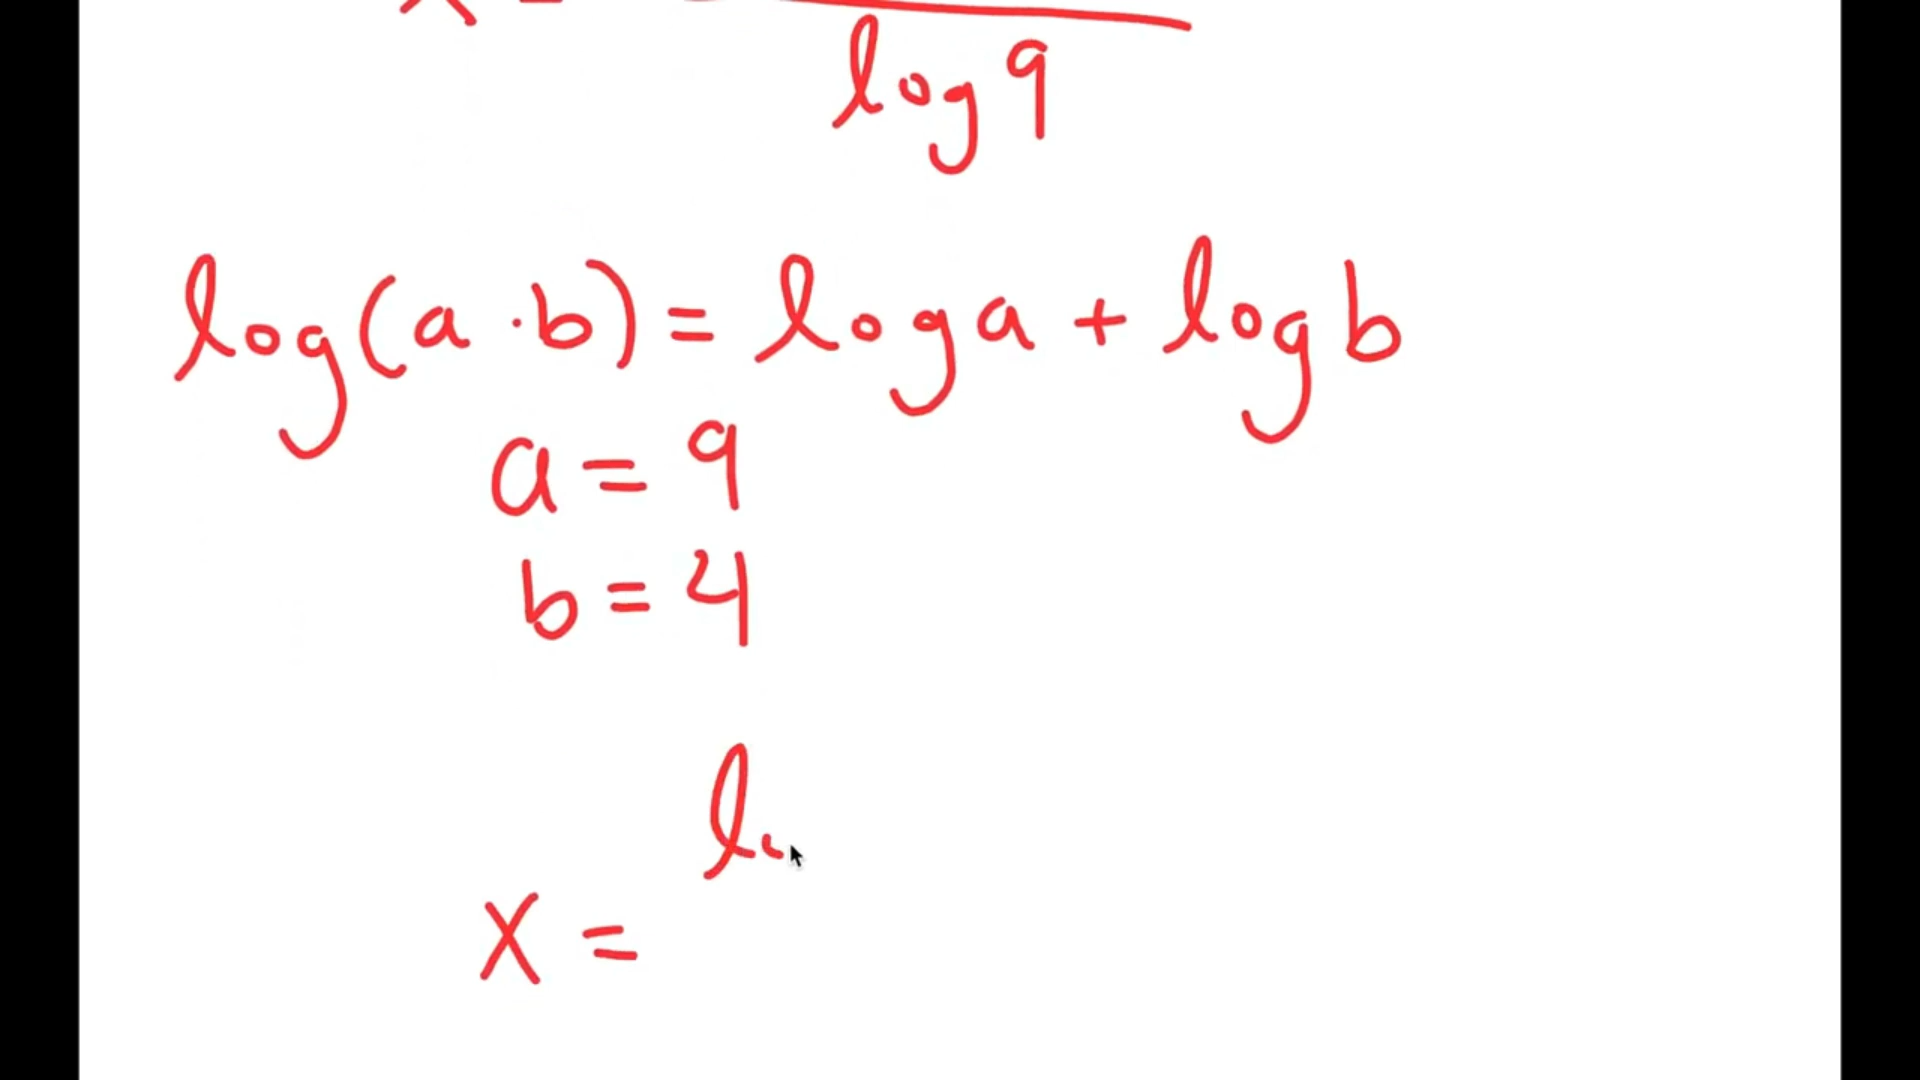 log 9
log(a · b) = log a + log b
a = 9
b = 4
x =